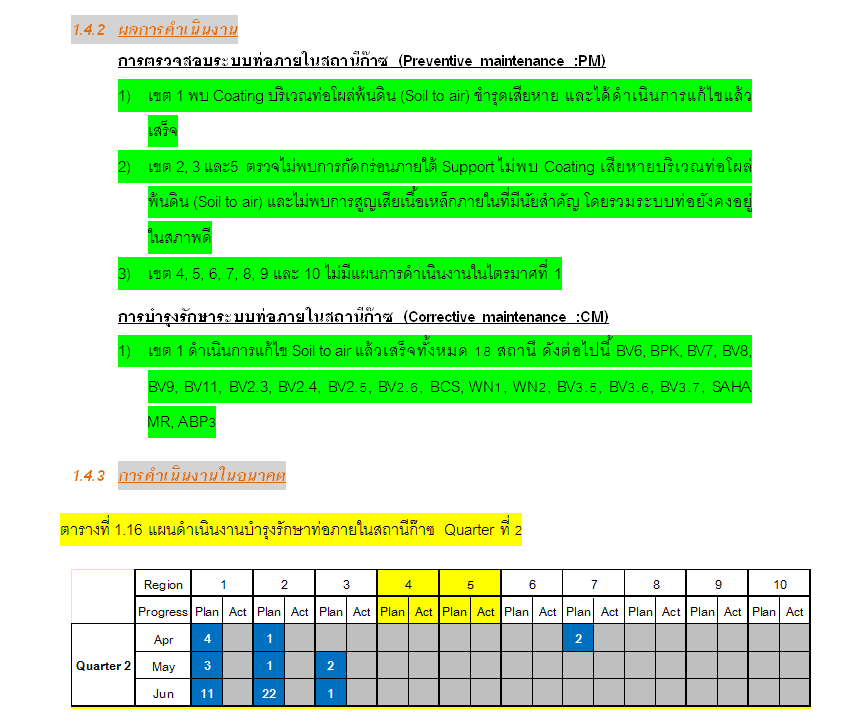 1.4.2 ผลการดำเนินงาน
การตรวจสอบระบบท่อภายในสถานีก๊าซ (Preventive maintenance :PM)
1) เขต 1 พบ Coating บริเวณท่อโผล่พ้นดิน (Soil to air) ชำรุดเสียหาย และได้ดำเนินการแก้ไขแล้ว
เสร็จ
2) เขต 2, 3 และ5 ตรวจไม่พบการกัดกร่อนภายใต้ Support ไม่พบ Coating เสียหายบริเวณท่อโผล่
พ้นดิน (Soil to air) และไม่พบการสูญเสียเนื้อเหล็กภายในที่มีนัยสำคัญ โดยรวมระบบท่อยังคงอยู่
ในสภาพดี
3) เขต 4, 5, 6, 7, 8, 9 และ 10 ไม่มีแผนการดำเนินงานในไตรมาศที่ 1
การบำรุงรักษาระบบท่อภายในสถานีก๊าซ (Corrective maintenance :CM)
1) เขต 1 ดำเนินการแก้ไข Soil to air แล้วเสร็จทั้งหมด 18 สถานี ดังต่อไปนี้ BV6, BPK, BV7, BV8,
BV9, BV11, BV2.3, BV2.4, BV2.5, BV2.6, BCS, WN1, WN2, BV3.5, BV3.6, BV3.7, SAHA
MR, ABP3
1.4.3 การดำเนินงานในอนาคต
ตารางที่ 1.16 แผนดำเนินงานบำรุงรักษาท่อภายในสถานีก๊าซ Quarter ที่ 2
Region 1 2 3 4 5 6 7 8 9 10
Progress Plan Act Plan Act Plan Act Plan Act Plan Act Plan Act Plan Act Plan Act Plan Act Plan Act
Apr 4 1 2
Quarter 2 May 3 1 2
Jun 11 22 1